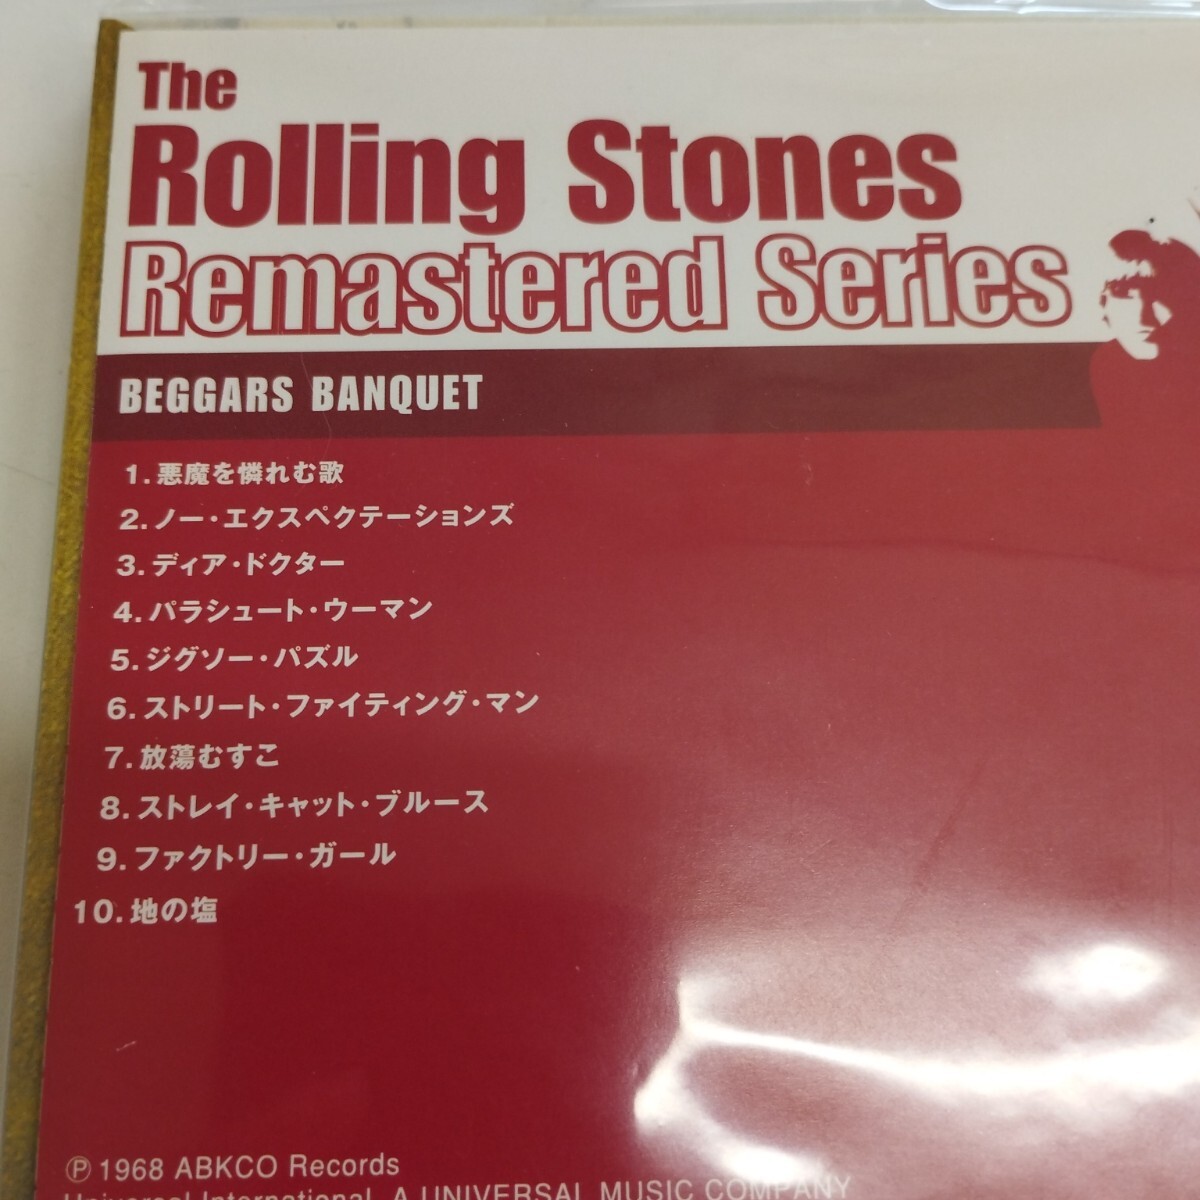 The
Rolling Stones
Remastered Series
BEGGARS BANQUET
1. 悪魔を憐れむ歌
2. ノー・エクスペクテーションズ
3. ディア・ドクター
4. パラシュート・ウーマン
5. ジグソー・パズル
6. ストリート・ファイティング・マン
7. 放蕩むすこ
8. ストレイ・キャット・ブルース
9. ファクトリー・ガール
10. 地の塩
℗ 1968 ABKCO Records
Universal International, A UNIVERSAL MUSIC COMPANY